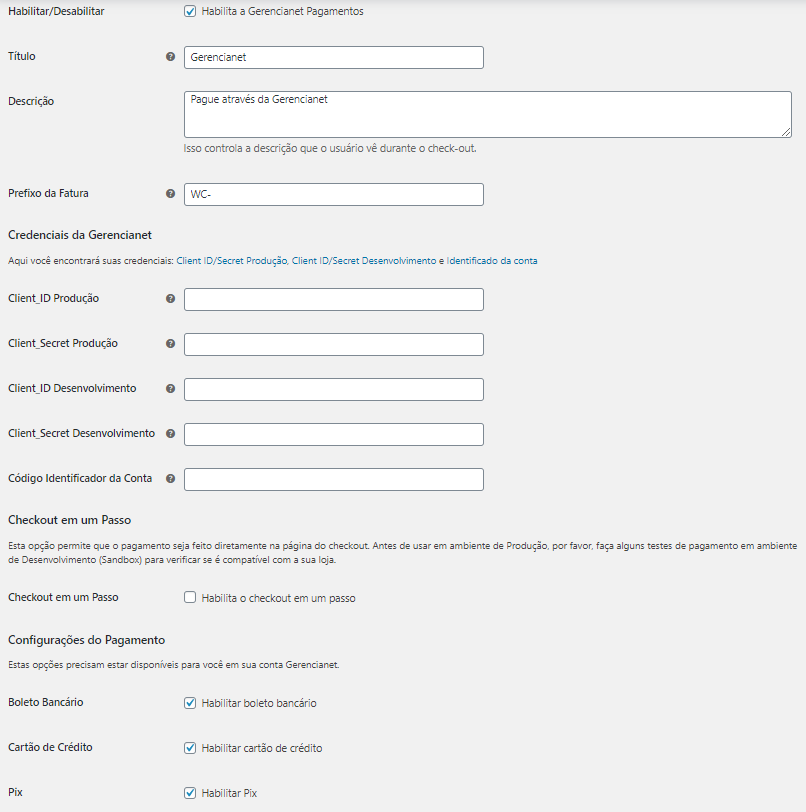 Habilitar/Desabilitar
Habilita a Gerencianet Pagamentos
Título
Gerencianet
Descrição
Pague através da Gerencianet
Isso controla a descrição que o usuário vê durante o check-out.
Prefixo da Fatura
WC-
Credenciais da Gerencianet
Aqui você encontrará suas credenciais: Client ID/Secret Produção, Client ID/Secret Desenvolvimento e Identificado da conta
Client_ID Produção
Client_Secret Produção
Client_ID Desenvolvimento
Client_Secret Desenvolvimento
Código Identificador da Conta
Checkout em um Passo
Esta opção permite que o pagamento seja feito diretamente na página do checkout. Antes de usar em ambiente de Produção, por favor, faça alguns testes de pagamento em ambiente
de Desenvolvimento (Sandbox) para verificar se é compatível com a sua loja.
Checkout em um Passo
Habilita o checkout em um passo
Configurações do Pagamento
Estas opções precisam estar disponíveis para você em sua conta Gerencianet.
Boleto Bancário
Habilitar boleto bancário
Cartão de Crédito
Habilitar cartão de crédito
Pix
Habilitar Pix